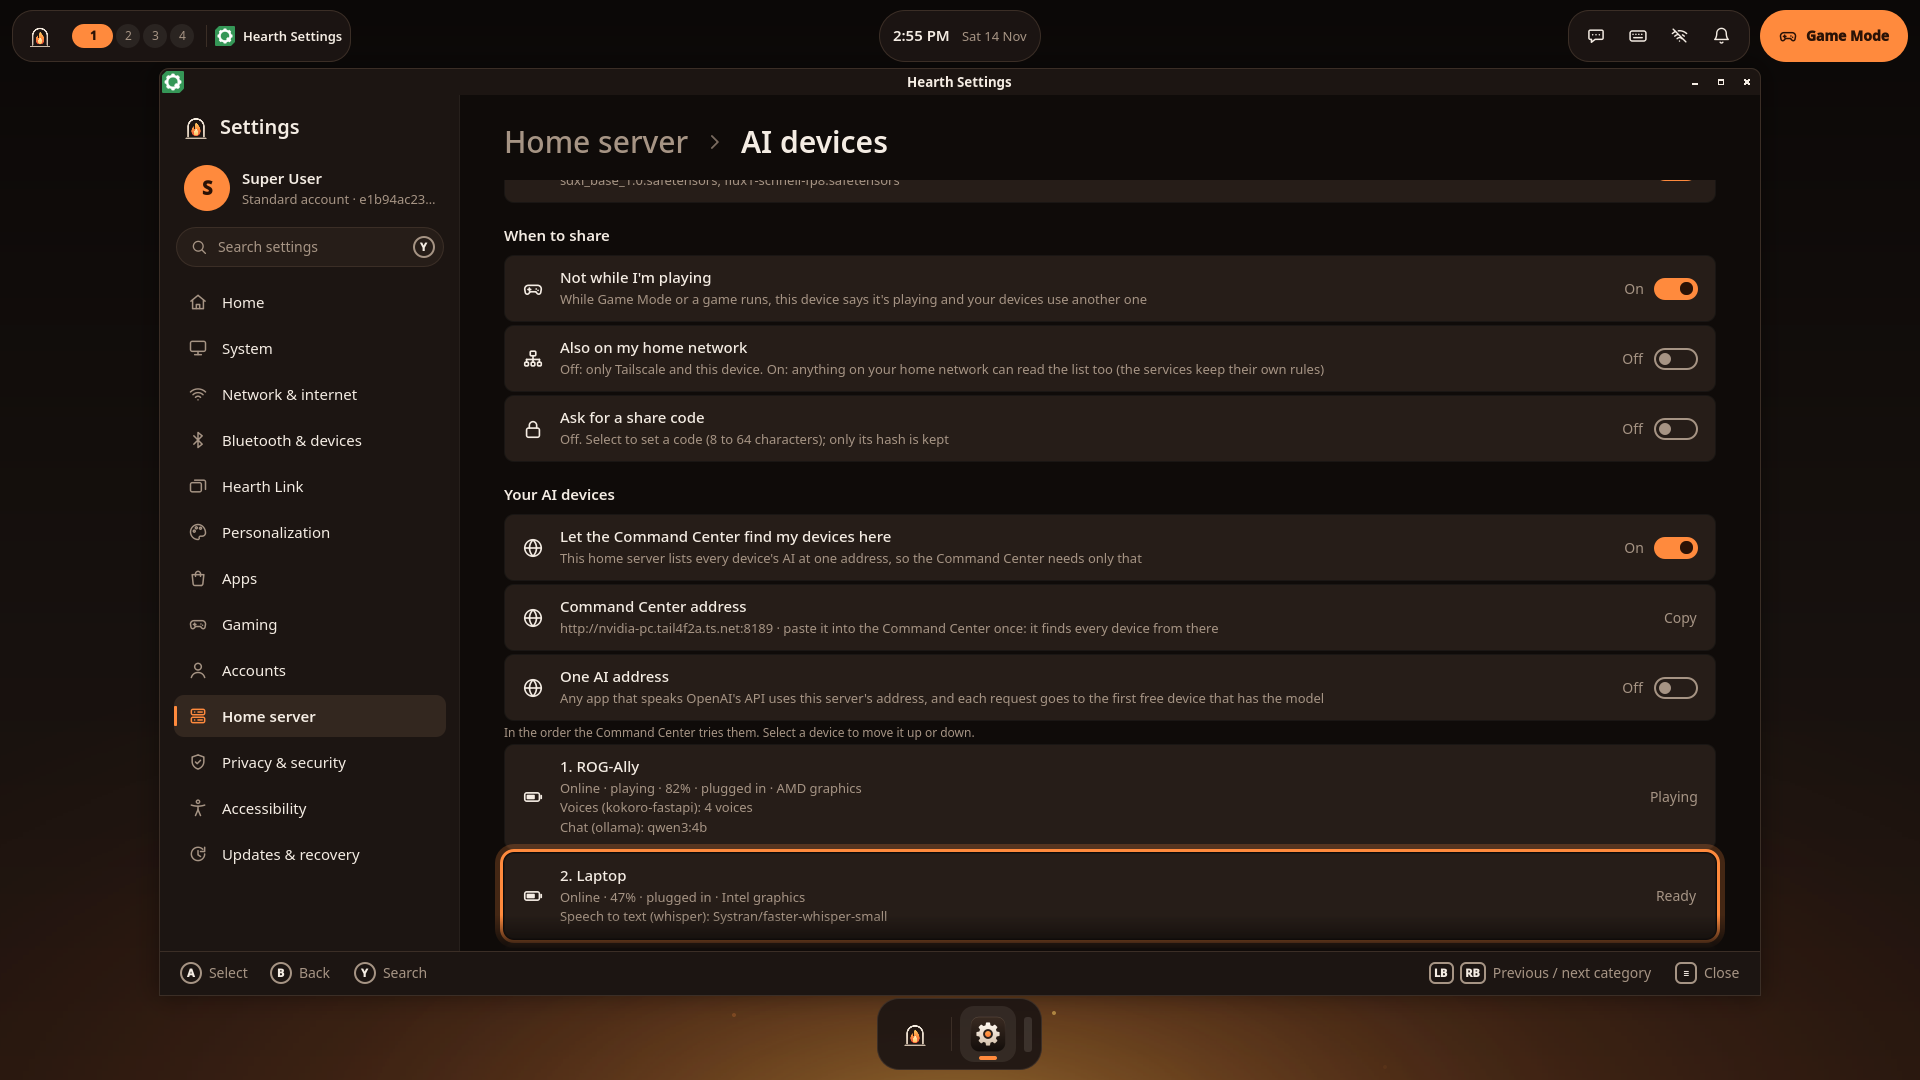 1 2 3 4 Hearth Settings
2:55 PM Sat 14 Nov
Game Mode
Hearth Settings
Settings
S
Super User
Standard account · e1b94ac23...
Search settings Y
Home
System
Network & internet
Bluetooth & devices
Hearth Link
Personalization
Apps
Gaming
Accounts
Home server
Privacy & security
Accessibility
Updates & recovery
Home server > AI devices
sdxl_base_1.0.safetensors, flux1-schnell-fp8.safetensors
When to share
Not while I'm playing
While Game Mode or a game runs, this device says it's playing and your devices use another one
On
Also on my home network
Off: only Tailscale and this device. On: anything on your home network can read the list too (the services keep their own rules)
Off
Ask for a share code
Off. Select to set a code (8 to 64 characters); only its hash is kept
Off
Your AI devices
Let the Command Center find my devices here
This home server lists every device's AI at one address, so the Command Center needs only that
On
Command Center address
http://nvidia-pc.tail4f2a.ts.net:8189 · paste it into the Command Center once: it finds every device from there
Copy
One AI address
Any app that speaks OpenAI's API uses this server's address, and each request goes to the first free device that has the model
Off
In the order the Command Center tries them. Select a device to move it up or down.
1. ROG-Ally
Online · playing · 82% · plugged in · AMD graphics
Voices (kokoro-fastapi): 4 voices
Chat (ollama): qwen3:4b
Playing
2. Laptop
Online · 47% · plugged in · Intel graphics
Speech to text (whisper): Systran/faster-whisper-small
Ready
A Select B Back Y Search
LB RB Previous / next category Close